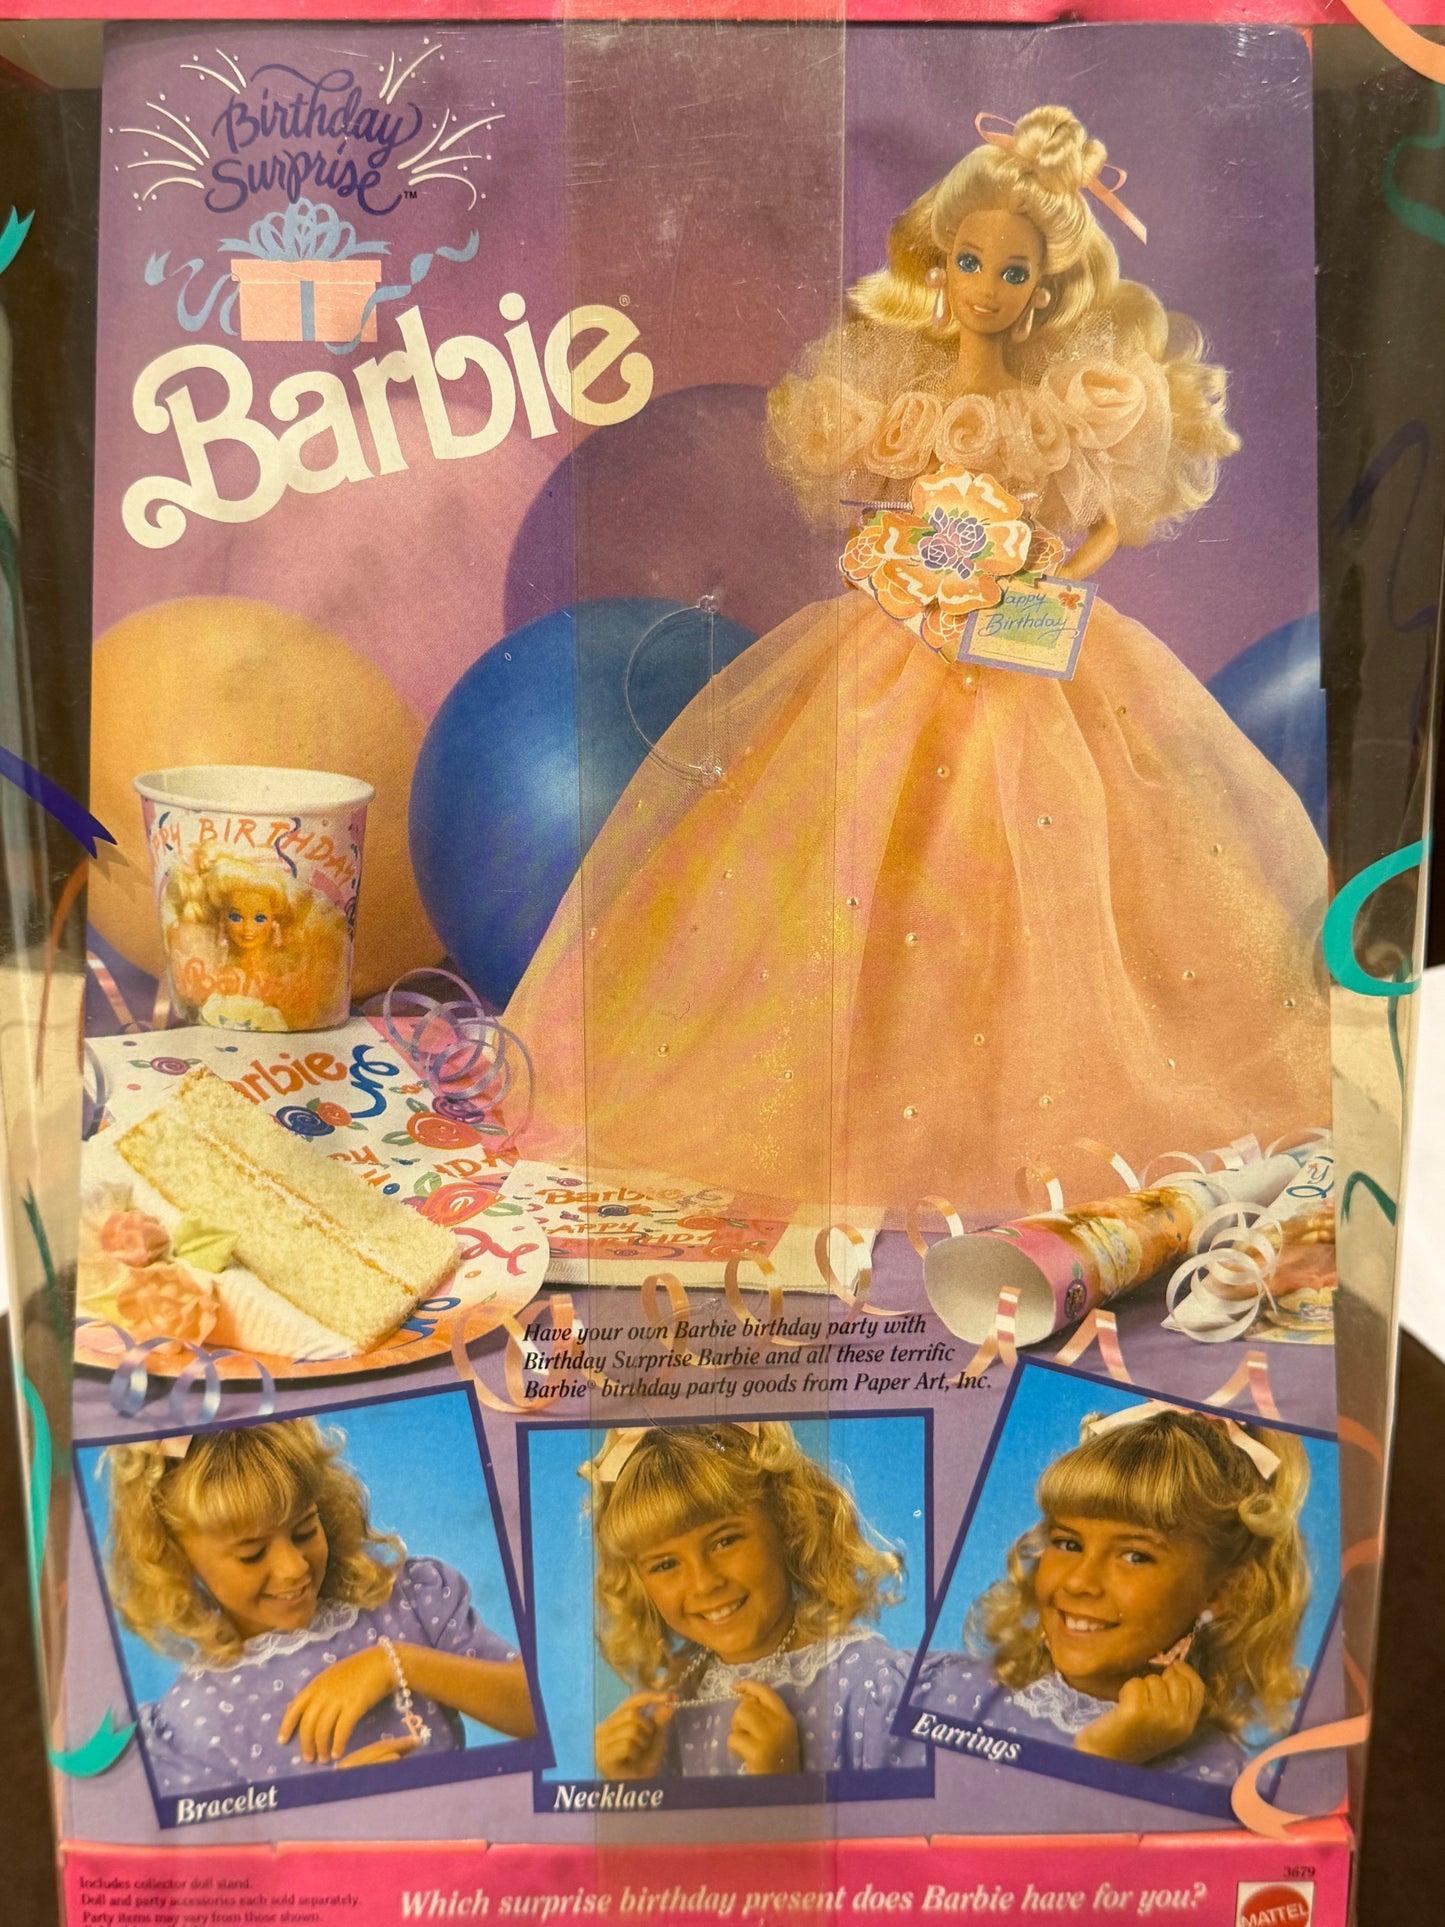 Birthday
Surprise™
Barbie®
Happy
Birthday
BIRTHDAY
Barbie
Barbie
HAPPY
BIRTHDAY
Have your own Barbie birthday party with
Birthday Surprise Barbie and all these terrific
Barbie® birthday party goods from Paper Art, Inc.
Bracelet
Necklace
Earrings
3679
Includes collector doll stand.
Doll and party accessories each sold separately.
Party items may vary from those shown.
Which surprise birthday present does Barbie have for you?
MATTEL